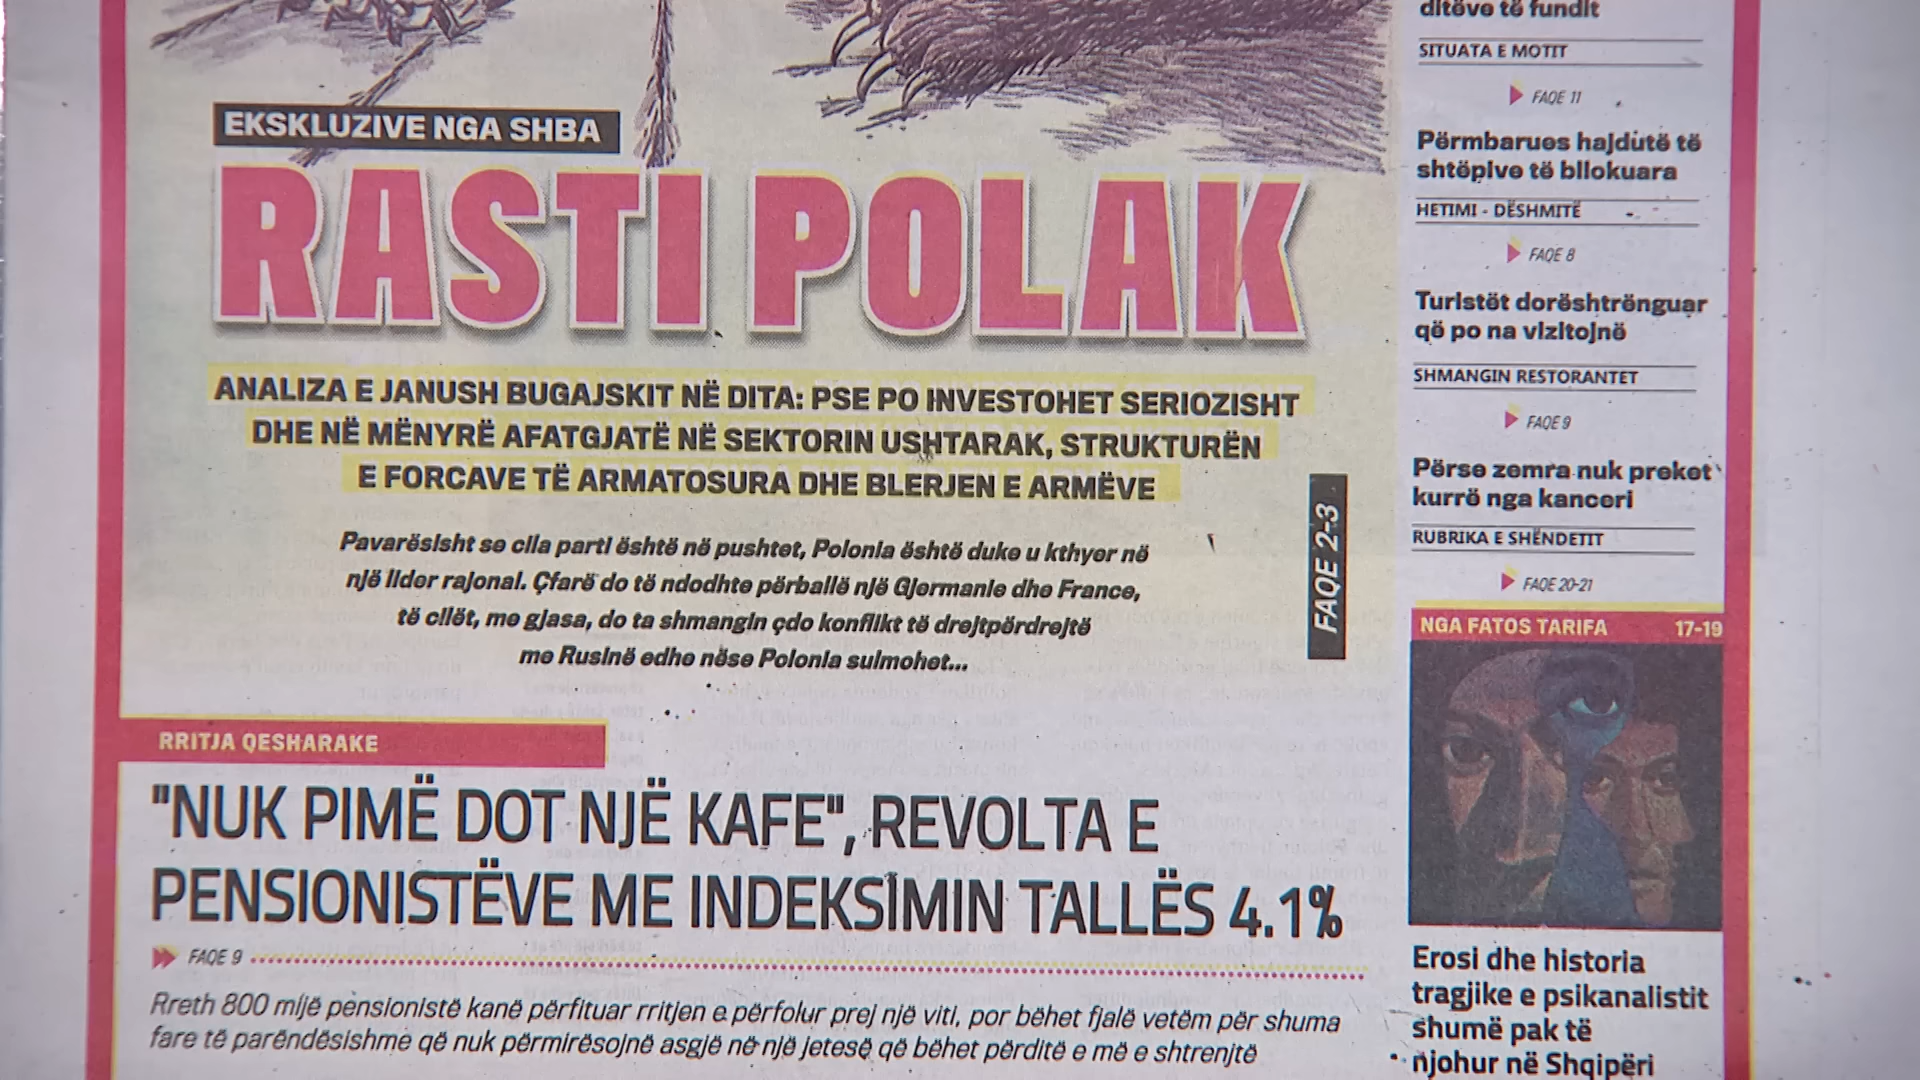 EKSKLUZIVE NGA SHBA
RASTI POLAK
ANALIZA E JANUSH BUGAJSKIT NË DITA: PSE PO INVESTOHET SERIOZISHT
DHE NË MËNYRË AFATGJATË NË SEKTORIN USHTARAK, STRUKTURËN
E FORCAVE TË ARMATOSURA DHE BLERJEN E ARMËVE
Pavarësisht se cila parti është në pushtet, Polonia është duke u kthyer në
një lider rajonal. Çfarë do të ndodhte përballë një Gjermanie dhe France,
të cilët, me gjasa, do ta shmangin çdo konflikt të drejtpërdrejtë
me Rusinë edhe nëse Polonia sulmohet...
FAQE 2-3
RRITJA QESHARAKE
"NUK PIMË DOT NJË KAFE", REVOLTA E
PENSIONISTËVE ME INDEKSIMIN TALLËS 4.1%
FAQE 9
Rreth 800 mijë pensionistë kanë përfituar rritjen e përfolur prej një viti, por bëhet fjalë vetëm për shuma
fare të parëndësishme që nuk përmirësojnë asgjë në një jetesë që bëhet përditë e më e shtrenjtë
ditëve të fundit
SITUATA E MOTIT
FAQE 11
Përmbarues hajdutë të
shtëpive të bllokuara
HETIMI - DËSHMITË
FAQE 8
Turistët dorështrënguar
që po na vizitojnë
SHMANGIN RESTORANTET
FAQE 9
Përse zemra nuk preket
kurrë nga kanceri
RUBRIKA E SHËNDETIT
FAQE 20-21
NGA FATOS TARIFA 17-19
Erosi dhe historia
tragjike e psikanalistit
shumë pak të
njohur në Shqipëri